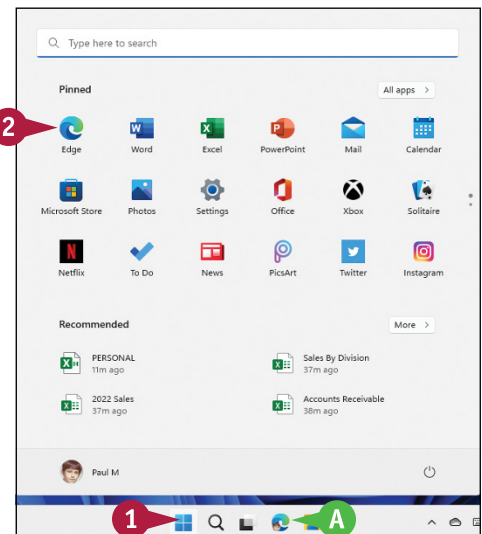 Type here to search
Pinned
All apps >
2
Edge
Word
Excel
PowerPoint
Mail
Calendar
Microsoft Store
Photos
Settings
Office
Xbox
Solitaire
Netflix
To Do
News
PicsArt
Twitter
Instagram
Recommended
More >
PERSONAL
11m ago
Sales By Division
37m ago
2022 Sales
37m ago
Accounts Receivable
38m ago
Paul M
1
A